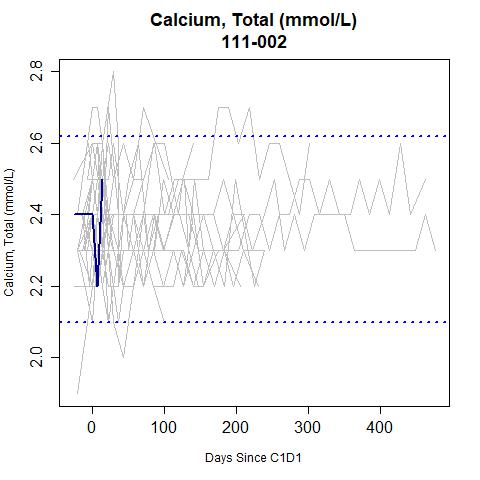 Calcium, Total (mmol/L)
111-002
Calcium, Total (mmol/L)
2.8
2.6
2.4
2.2
2.0
0 100 200 300 400
Days Since C1D1